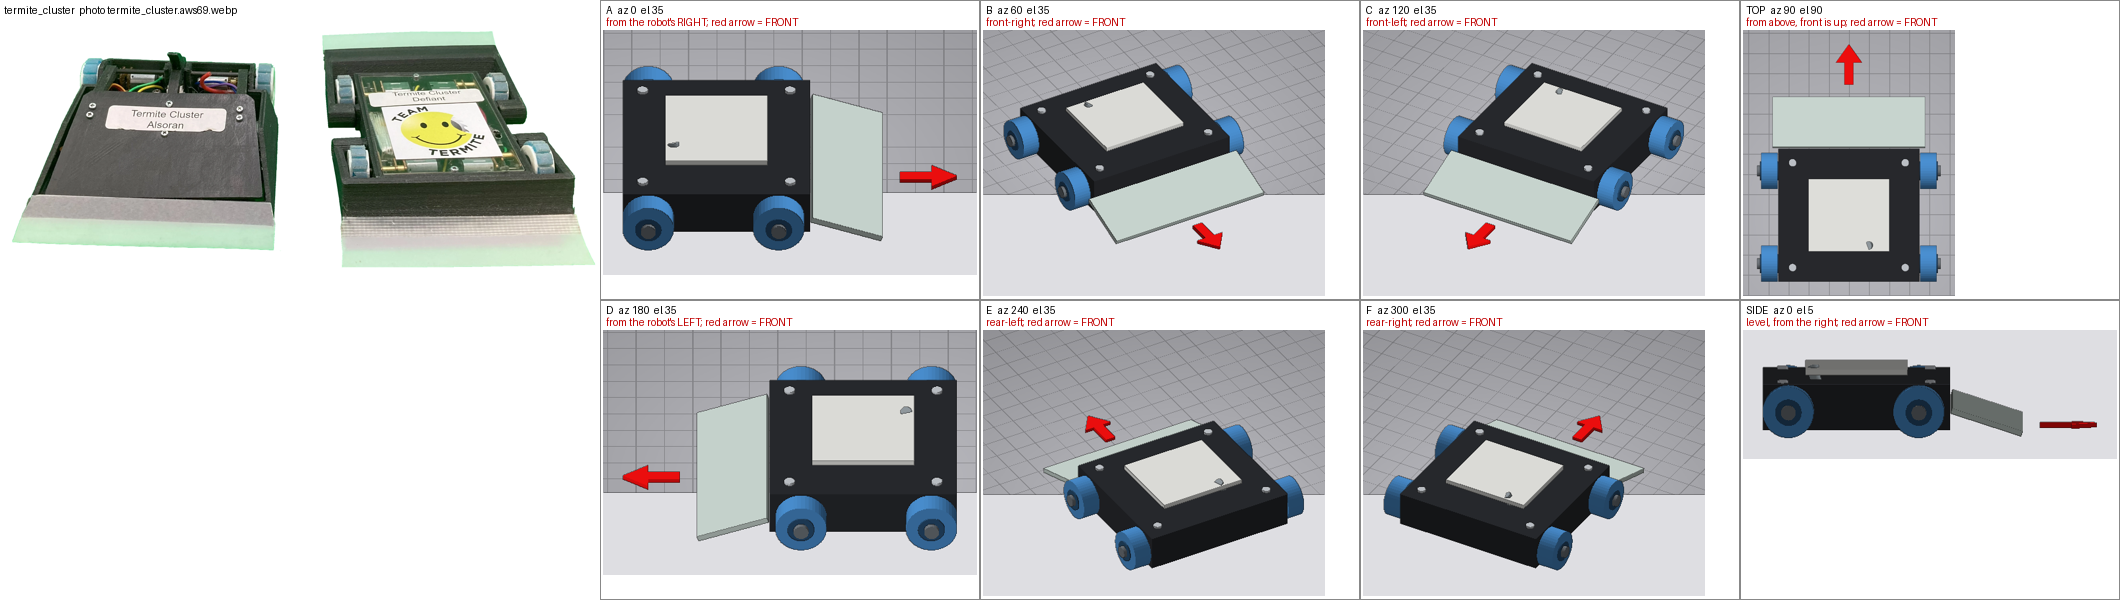 termite_cluster photo termite_cluster.aws69.webp
Termite Cluster
Alsoran
Termite Cluster
Defiant
TEAM
TERMITE
A az 0 el 35
from the robot's RIGHT; red arrow = FRONT
B az 60 el 35
front-right; red arrow = FRONT
C az 120 el 35
front-left; red arrow = FRONT
TOP az 90 el 90
from above, front is up; red arrow = FRONT
D az 180 el 35
from the robot's LEFT; red arrow = FRONT
E az 240 el 35
rear-left; red arrow = FRONT
F az 300 el 35
rear-right; red arrow = FRONT
SIDE az 0 el 5
level, from the right; red arrow = FRONT